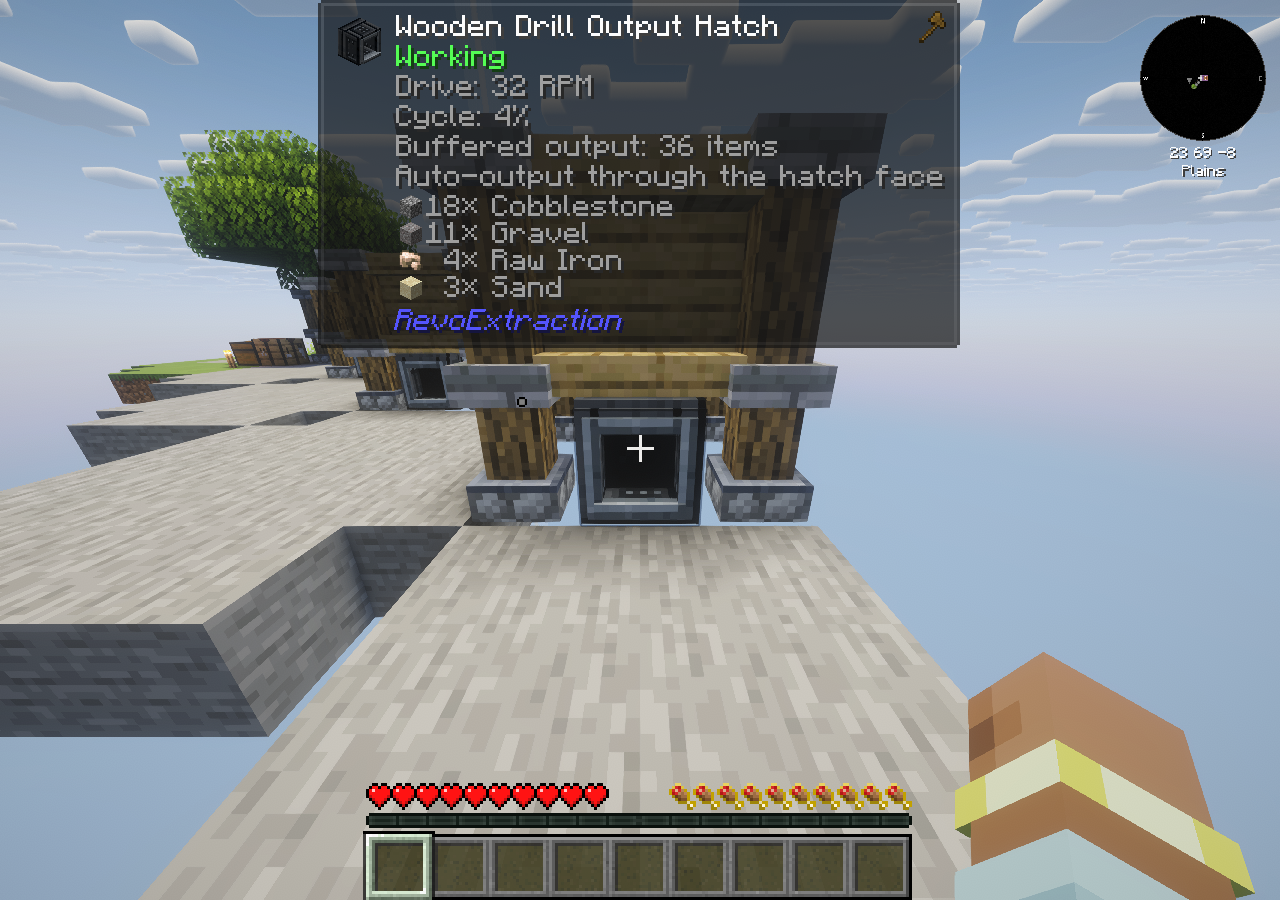 Wooden Drill Output Hatch
Working
Drive: 32 RPM
Cycle: 4%
Buffered output: 36 items
Auto-output through the hatch face
18× Cobblestone
11× Gravel
4× Raw Iron
3× Sand
RevoExtraction
N
W
E
S
23 69 -8
Plains